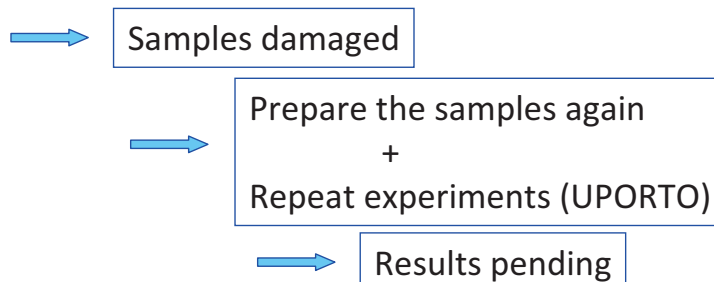 Samples damaged
Prepare the samples again
+
Repeat experiments (UPORTO)
Results pending